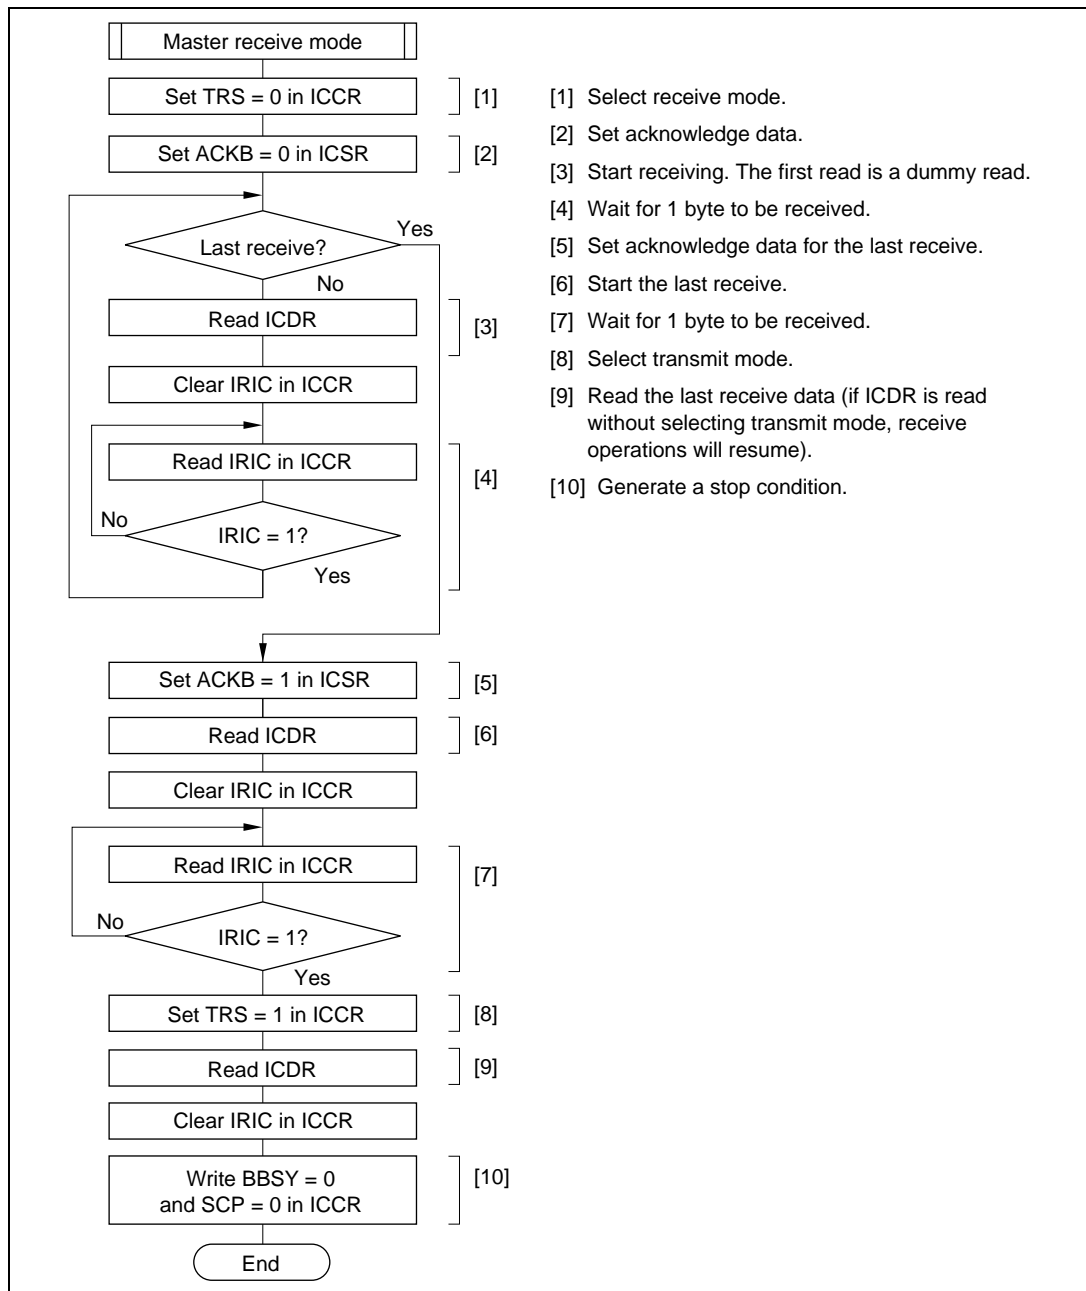 Master receive mode
Set TRS = 0 in ICCR
[1]
Set ACKB = 0 in ICSR
[2]
Last receive?
Yes
No
Read ICDR
[3]
Clear IRIC in ICCR
Read IRIC in ICCR
[4]
No
IRIC = 1?
Yes
Set ACKB = 1 in ICSR
[5]
Read ICDR
[6]
Clear IRIC in ICCR
Read IRIC in ICCR
[7]
No
IRIC = 1?
Yes
Set TRS = 1 in ICCR
[8]
Read ICDR
[9]
Clear IRIC in ICCR
Write BBSY = 0
and SCP = 0 in ICCR
[10]
End
[1] Select receive mode.
[2] Set acknowledge data.
[3] Start receiving. The first read is a dummy read.
[4] Wait for 1 byte to be received.
[5] Set acknowledge data for the last receive.
[6] Start the last receive.
[7] Wait for 1 byte to be received.
[8] Select transmit mode.
[9] Read the last receive data (if ICDR is read
without selecting transmit mode, receive
operations will resume).
[10] Generate a stop condition.